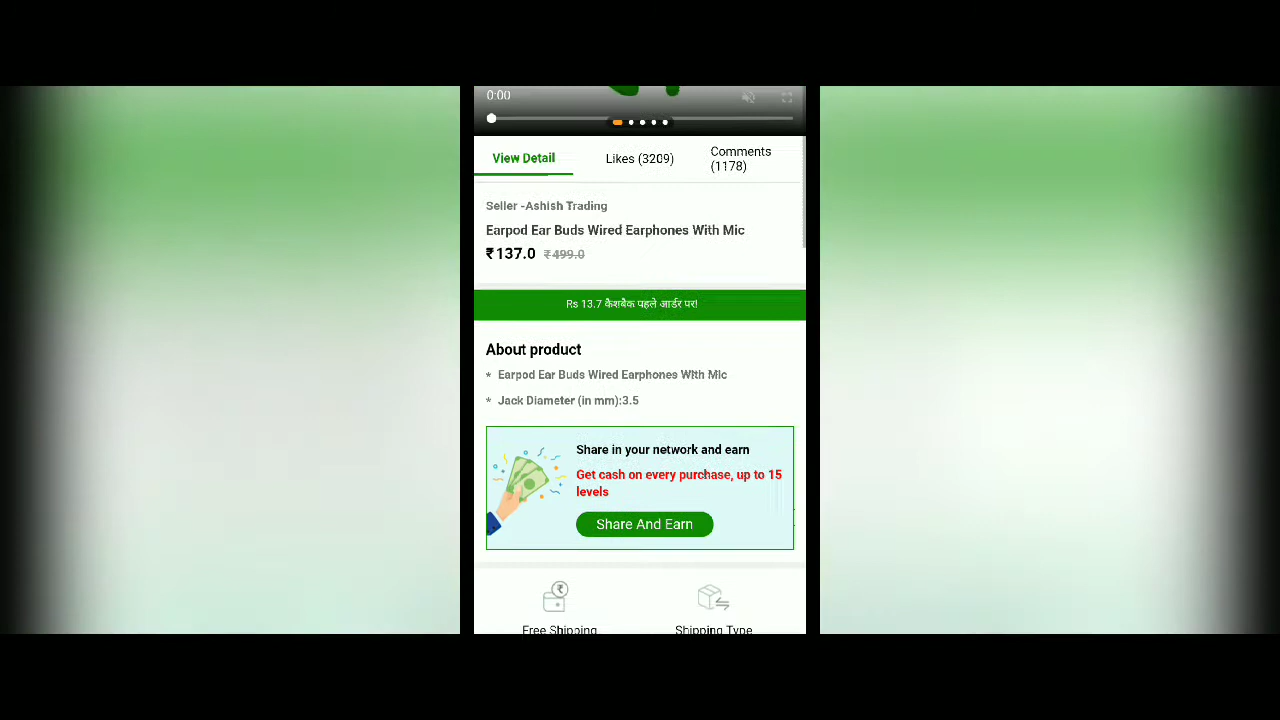 0:00
View Detail
Likes (3209)
Comments
(1178)
Seller -Ashish Trading
Earpod Ear Buds Wired Earphones With Mic
₹137.0 ₹499.0
Rs 13.7 कैशबैक पहले आर्डर पर!
About product
* Earpod Ear Buds Wired Earphones With Mic
* Jack Diameter (in mm):3.5
Share in your network and earn
Get cash on every purchase, up to 15
levels
Share And Earn
Free Shipping
Shipping Type